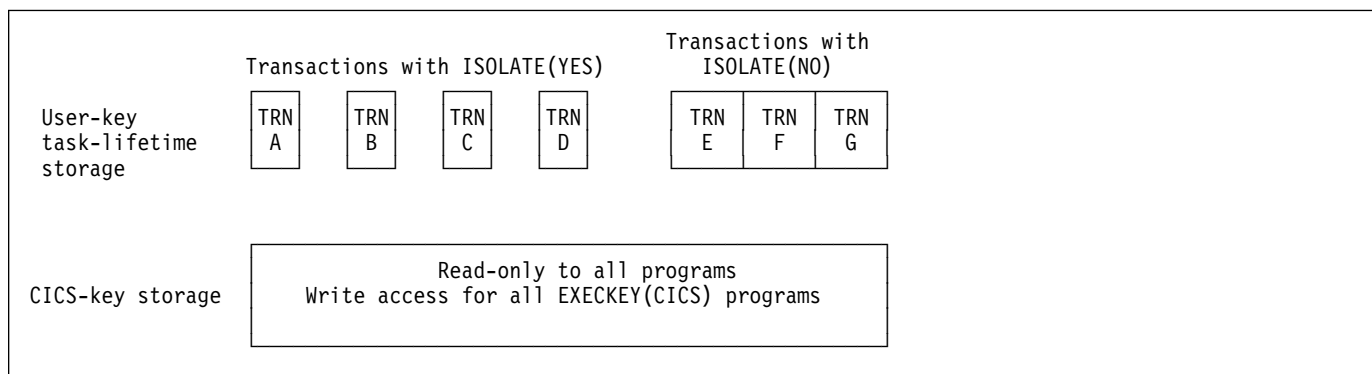 Transactions with
Transactions with ISOLATE(YES) ISOLATE(NO)
User-key TRN TRN TRN TRN TRN TRN TRN
task-lifetime A B C D E F G
storage
Read-only to all programs
CICS-key storage Write access for all EXECKEY(CICS) programs